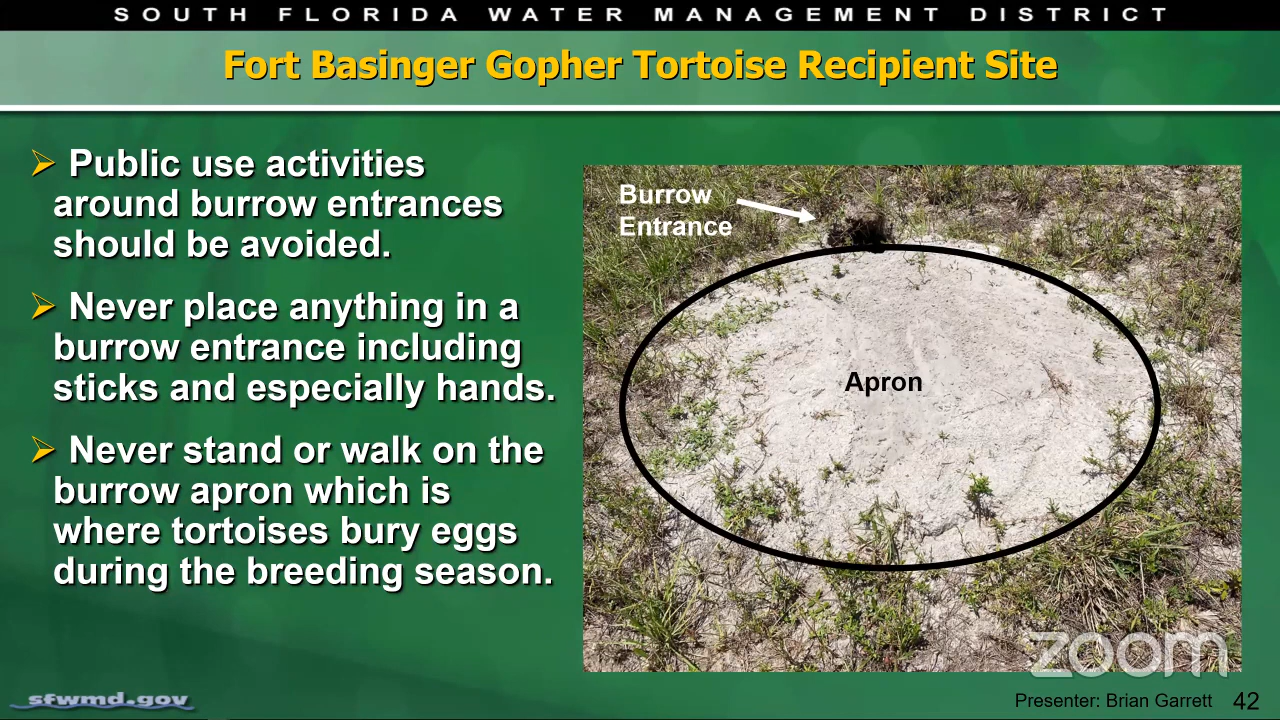 SOUTH FLORIDA WATER MANAGEMENT DISTRICT
Fort Basinger Gopher Tortoise Recipient Site
➢ Public use activities
around burrow entrances
should be avoided.
➢ Never place anything in a
burrow entrance including
sticks and especially hands.
➢ Never stand or walk on the
burrow apron which is
where tortoises bury eggs
during the breeding season.
Burrow
Entrance
Apron
zoom
sfwmd.gov
Presenter: Brian Garrett 42